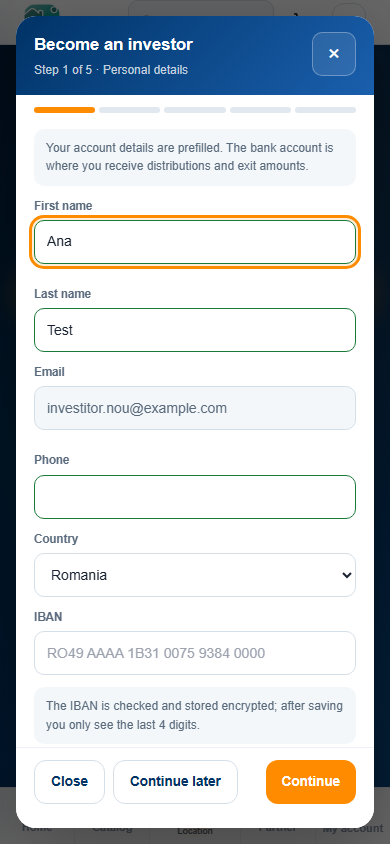 Become an investor
×
Step 1 of 5 · Personal details
Your account details are prefilled. The bank account is
where you receive distributions and exit amounts.
First name
Ana
Last name
Test
Email
investitor.nou@example.com
Phone
Country
Romania
IBAN
RO49 AAAA 1B31 0075 9384 0000
The IBAN is checked and stored encrypted; after saving
you only see the last 4 digits.
Close
Continue later
Continue
Home
Catalog
Location
Partner
My account